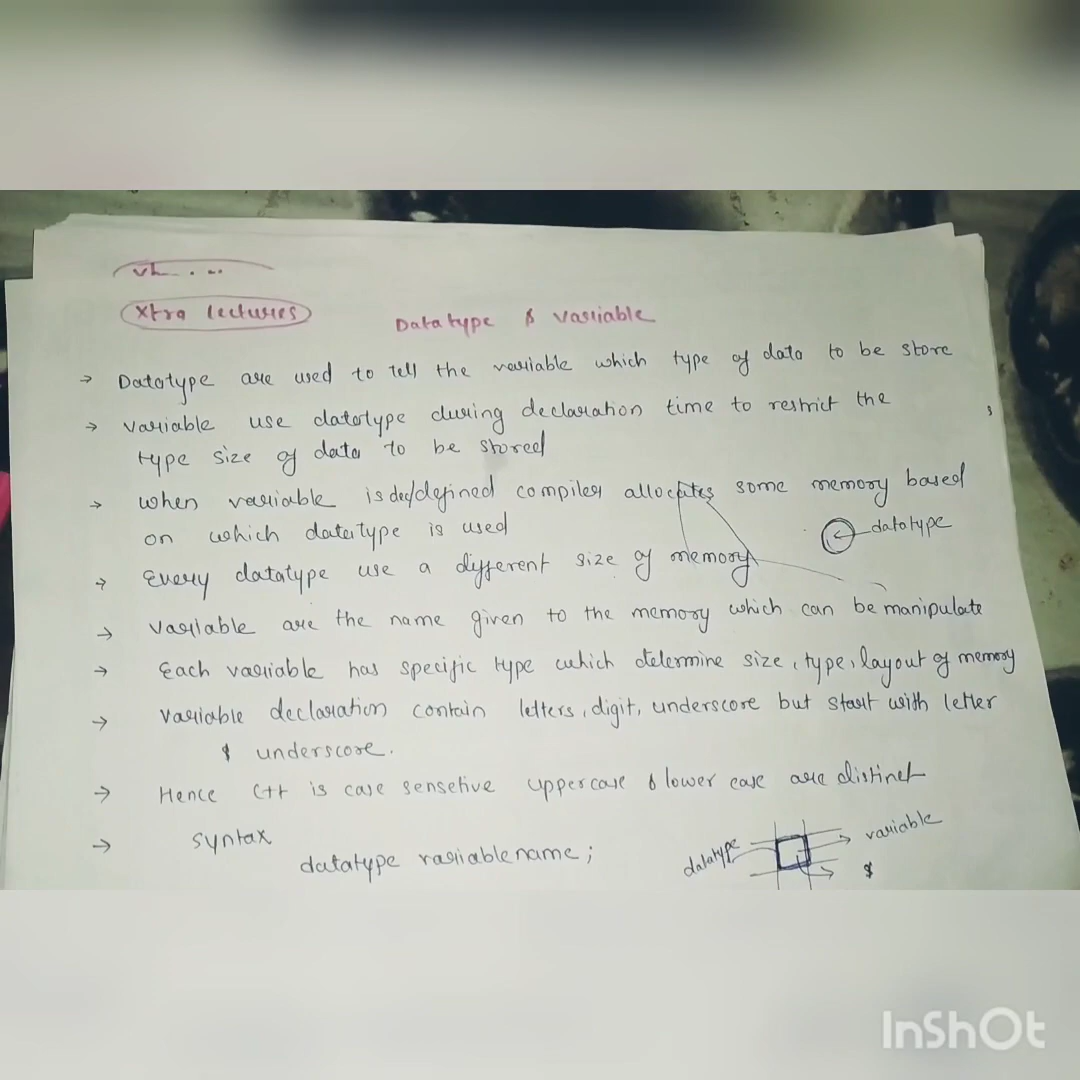 Xtra lectures
Datatype & variable
→ Datatype are used to tell the variable which type of data to be store
→ variable use datatype during declaration time to restrict the
type size of data to be stored
→ When variable is dec/defined compiler allocates some memory based
on which datatype is used
datatype
→ Every datatype use a different size of memory
→ Variable are the name given to the memory which can be manipulate
→ Each variable has specific type which determine size, type, layout of memory
→ Variable declaration contain letters, digit, underscore but start with letter
& underscore.
→ Hence C++ is case sensetive uppercase & lower case are distinct
→ syntax
datatype variablename;
datatype
variable
InShOt